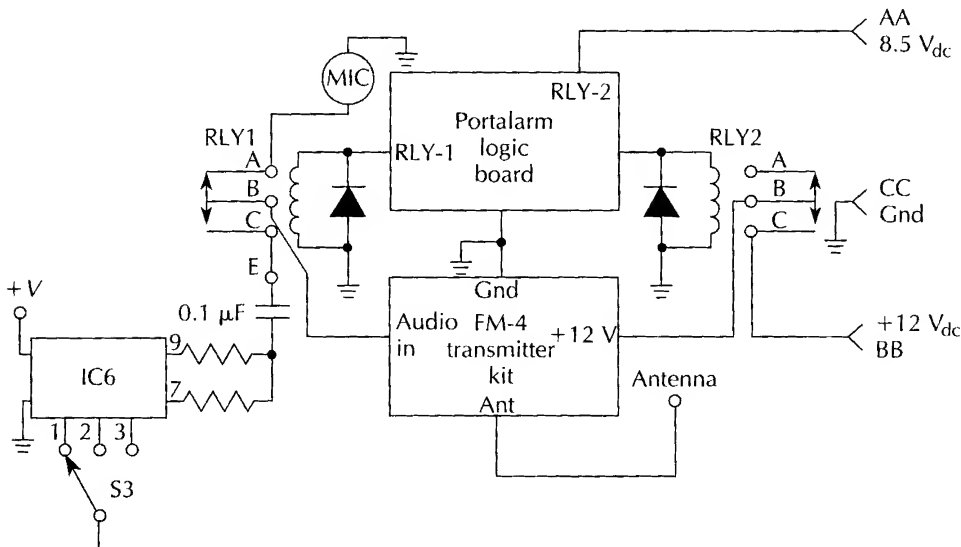 AA
8.5 Vdc
MIC
RLY-2
Portalarm
logic
board
RLY-1
RLY1
A
B
C
E
RLY2
A
B
C
CC
Gnd
+V
0.1 µF
Gnd
Audio
in
FM-4
transmitter
kit
+12 V
Ant
+12 Vdc
BB
Antenna
9
IC6
7
1
2
3
S3